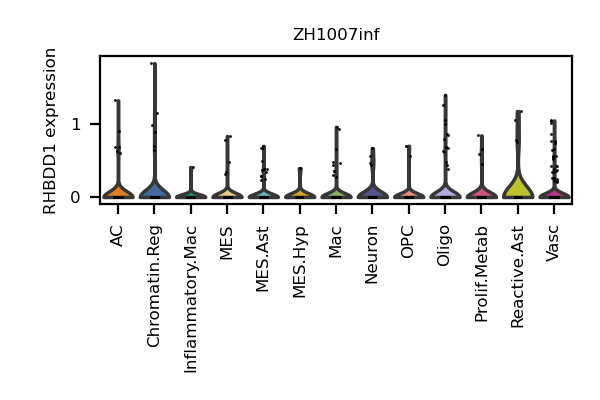 ZH1007inf
RHBDD1 expression
1
0
AC
Chromatin.Reg
Inflammatory.Mac
MES
MES.Ast
MES.Hyp
Mac
Neuron
OPC
Oligo
Prolif.Metab
Reactive.Ast
Vasc